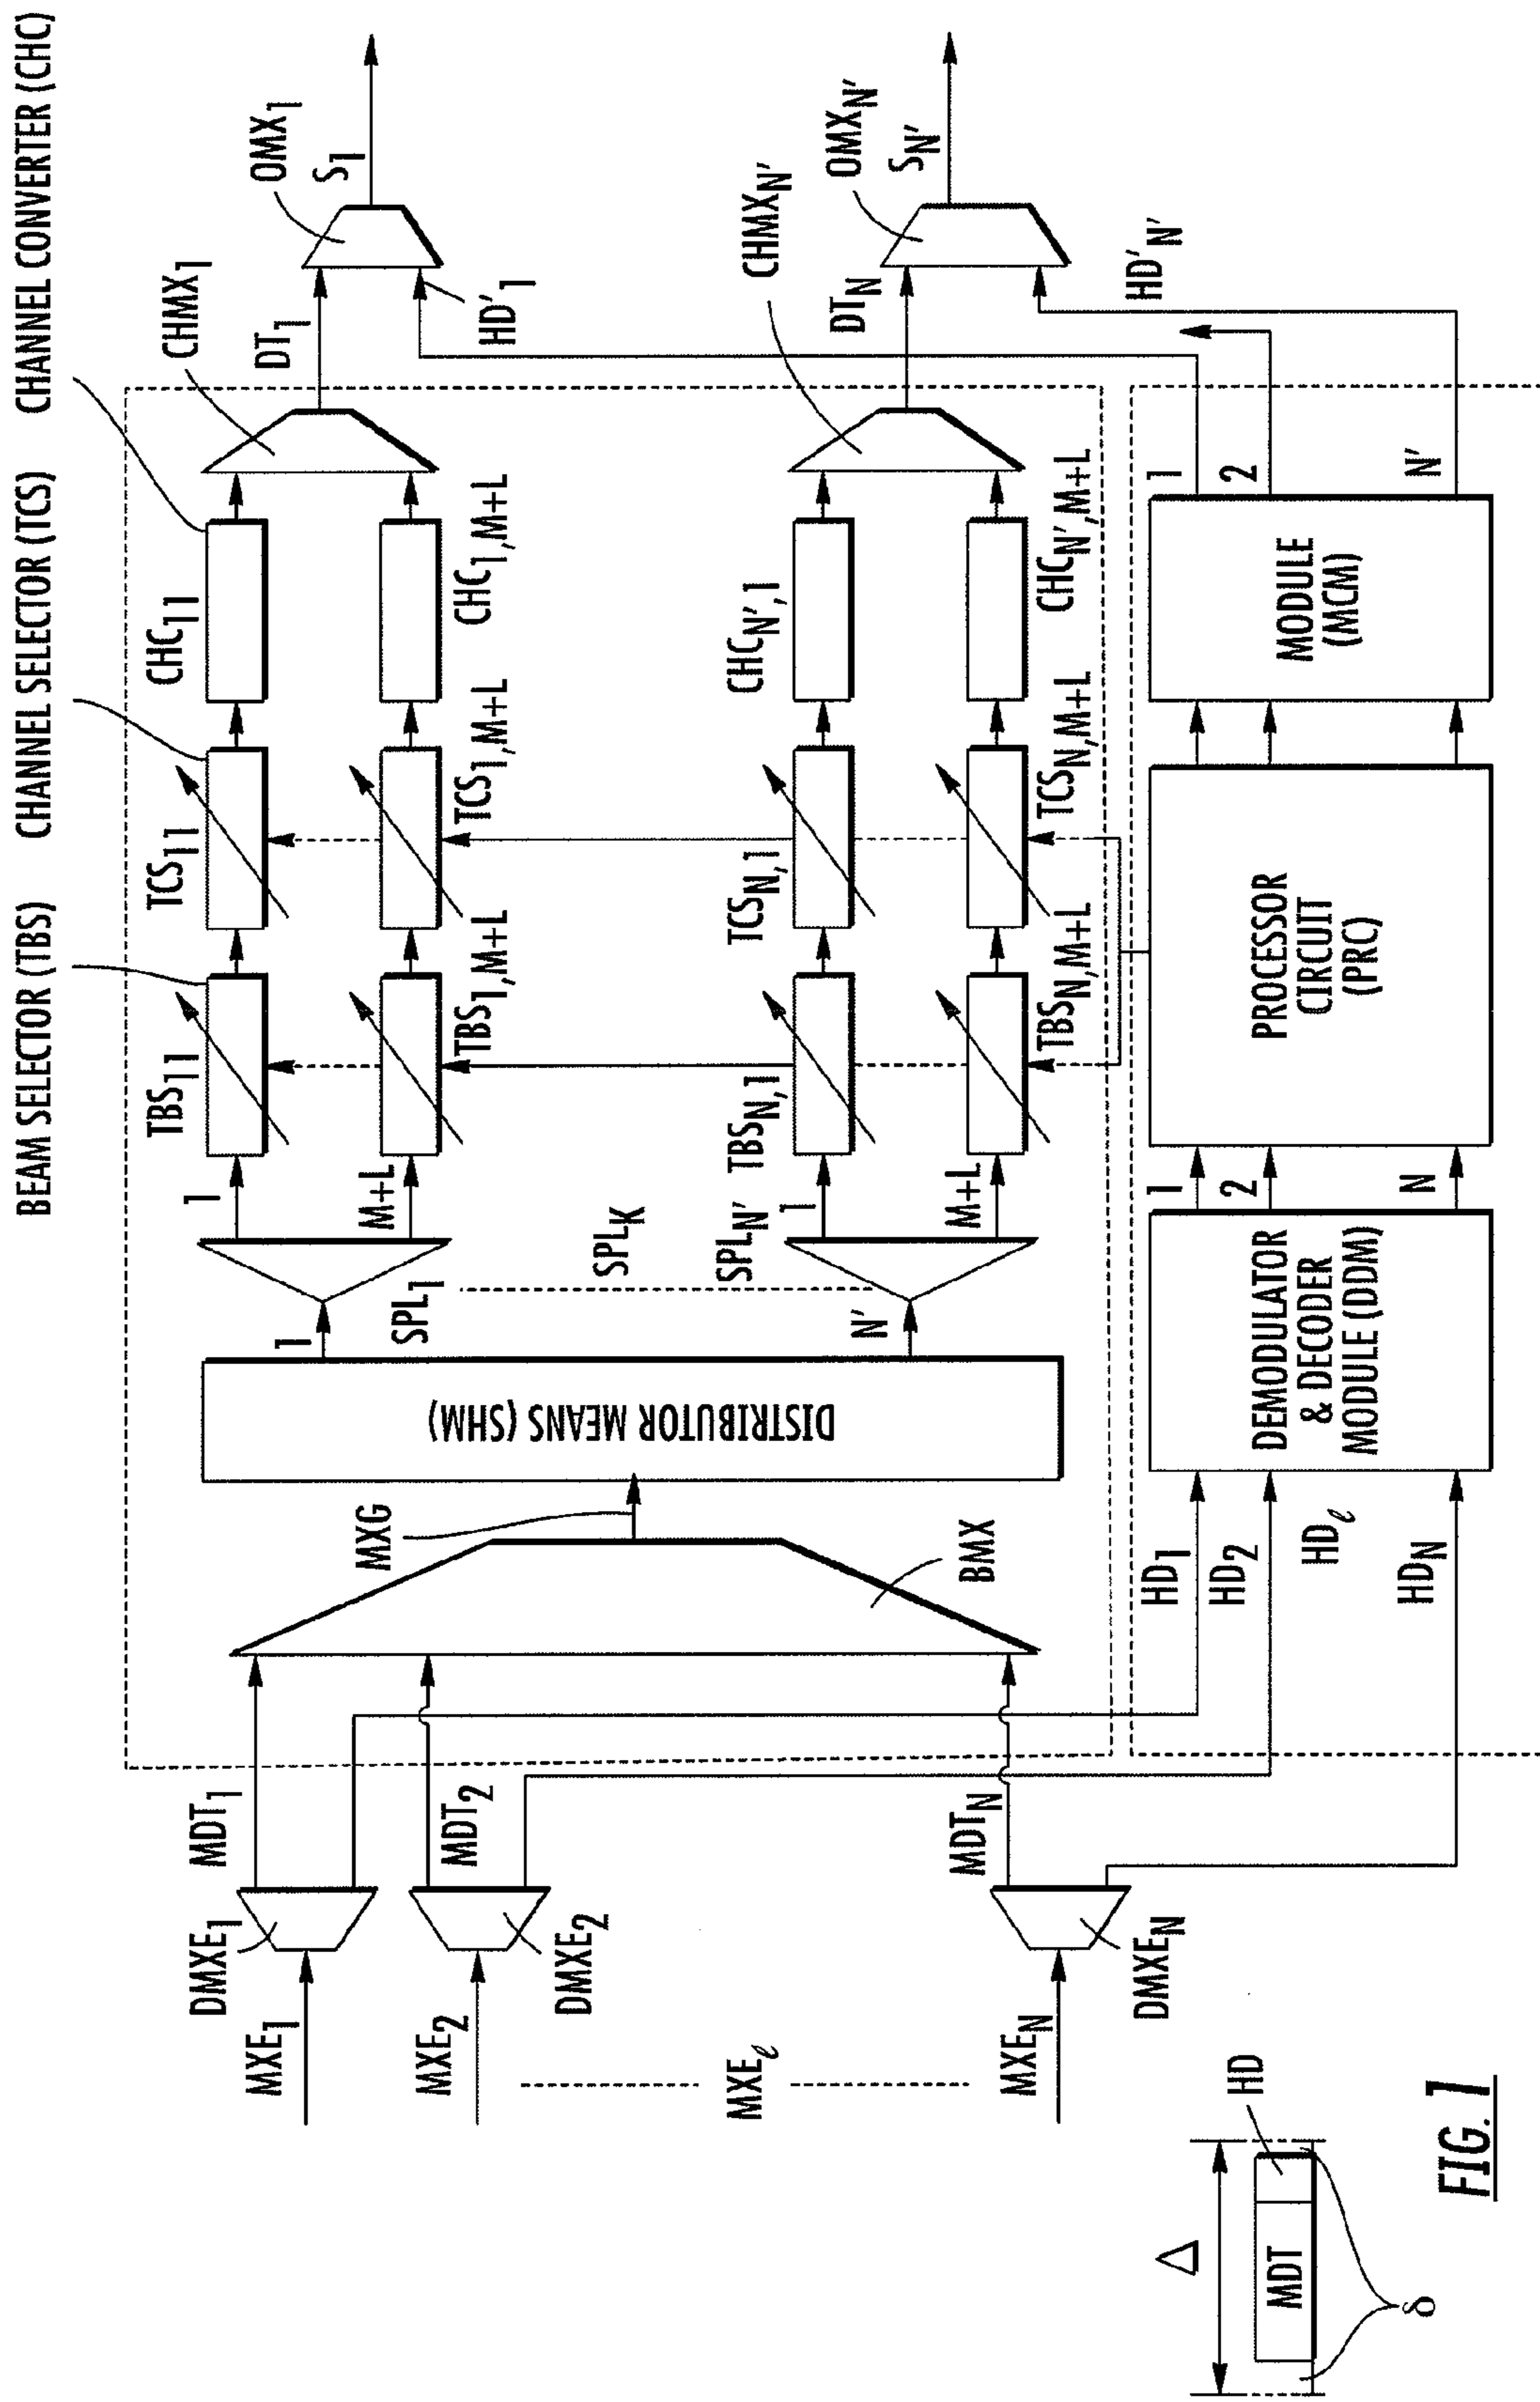 BEAM SELECTOR (TBS)
CHANNEL SELECTOR (TCS)
CHANNEL CONVERTER (CHC)
TBS11
TCS11
CHC11
CHMX1
DT1
OMX1
S1
HD'1
1
M+L
TBS1,M+L
TCS1,M+L
CHC1,M+L
SPL1
SPLK
SPLN'
1
N'
1
M+L
TBSN,1
TCSN,1
CHCN',1
TBSN,M+L
TCSN,M+L
CHCN',M+L
CHMXN'
DTN
OMXN'
SN'
HD'N'
MXE1
DMXE1
MDT1
MXE2
DMXE2
MDT2
MXEℓ
MXEN
DMXEN
MDTN
MXG
BMX
DISTRIBUTOR MEANS (SHM)
HD1
HD2
HDℓ
HDN
DEMODULATOR
& DECODER
MODULE (DDM)
1
2
N
PROCESSOR
CIRCUIT
(PRC)
MODULE
(MCM)
1
2
N'
Δ
MDT
HD
δ
FIG. 1